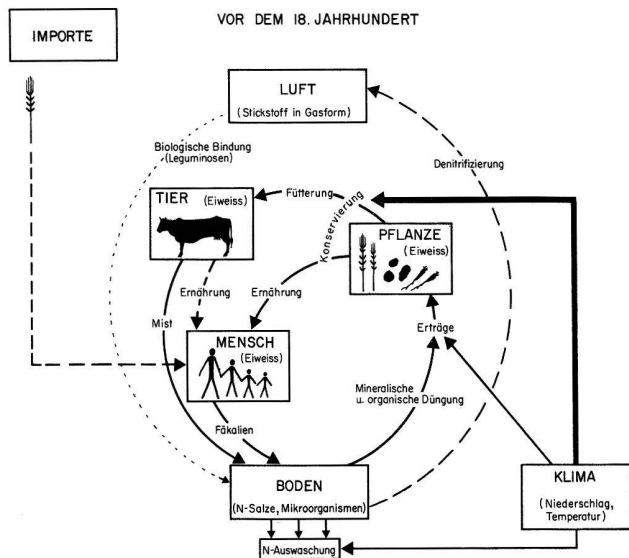 VOR DEM 18. JAHRHUNDERT
IMPORTE
LUFT
(Stickstoff in Gasform)
Biologische Bindung
(Leguminosen)
Denitrifizierung
TIER (Eiweiss)
Fütterung
Konservierung
PFLANZE
(Eiweiss)
Ernährung
Ernährung
Mist
Erträge
MENSCH
(Eiweiss)
Mineralische
u. organische Düngung
Fäkalien
BODEN
(N-Salze, Mikroorganismen)
KLIMA
(Niederschlag,
Temperatur)
N-Auswaschung